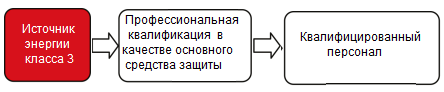 Источник
энергии
класса 3
Профессиональная
квалификация в
качестве основного
средства защиты
Квалифицированный
персонал